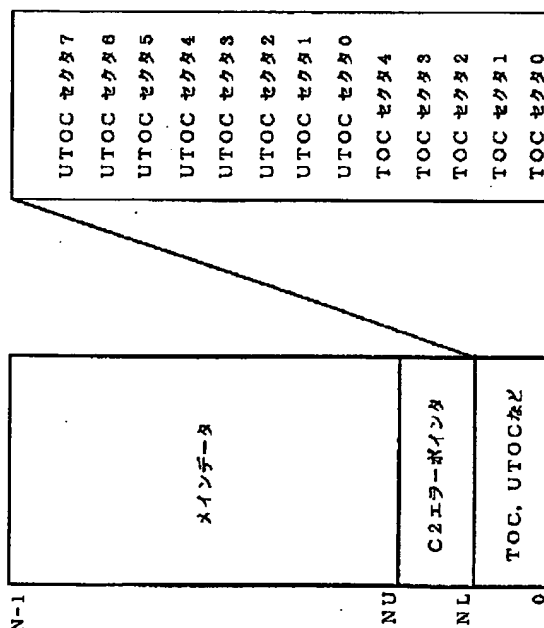 N-1
メインデータ
NU
C2エラーポインタ
NL
TOC, UTOCなど
0
UTOC セクタ7
UTOC セクタ6
UTOC セクタ5
UTOC セクタ4
UTOC セクタ3
UTOC セクタ2
UTOC セクタ1
UTOC セクタ0
TOC セクタ4
TOC セクタ3
TOC セクタ2
TOC セクタ1
TOC セクタ0